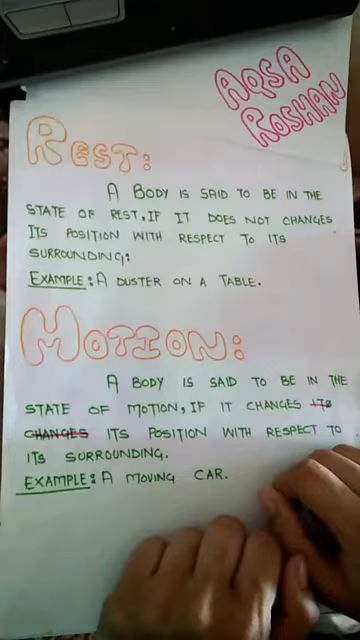 AQSA
ROSHAN
REST:
A BODY IS SAID TO BE IN THE
STATE OF REST, IF IT DOES NOT CHANGES
ITS POSITION WITH RESPECT TO ITS
SURROUNDING:
EXAMPLE: A DUSTER ON A TABLE.
MOTION:
A BODY IS SAID TO BE IN THE
STATE OF MOTION, IF IT CHANGES ITS
CHANGES ITS POSITION WITH RESPECT TO
ITS SURROUNDING.
EXAMPLE: A MOVING CAR.